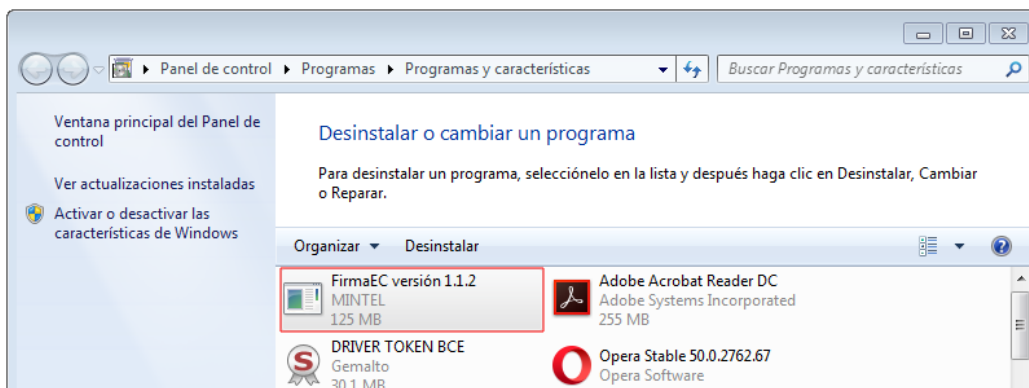 Panel de control
Programas
Programas y características
Buscar Programas y características
Ventana principal del Panel de
control
Ver actualizaciones instaladas
Activar o desactivar las
características de Windows
Desinstalar o cambiar un programa
Para desinstalar un programa, selecciónelo en la lista y después haga clic en Desinstalar, Cambiar
o Reparar.
Organizar
Desinstalar
FirmaEC versión 1.1.2
MINTEL
125 MB
Adobe Acrobat Reader DC
Adobe Systems Incorporated
255 MB
DRIVER TOKEN BCE
Gemalto
30.1 MB
Opera Stable 50.0.2762.67
Opera Software